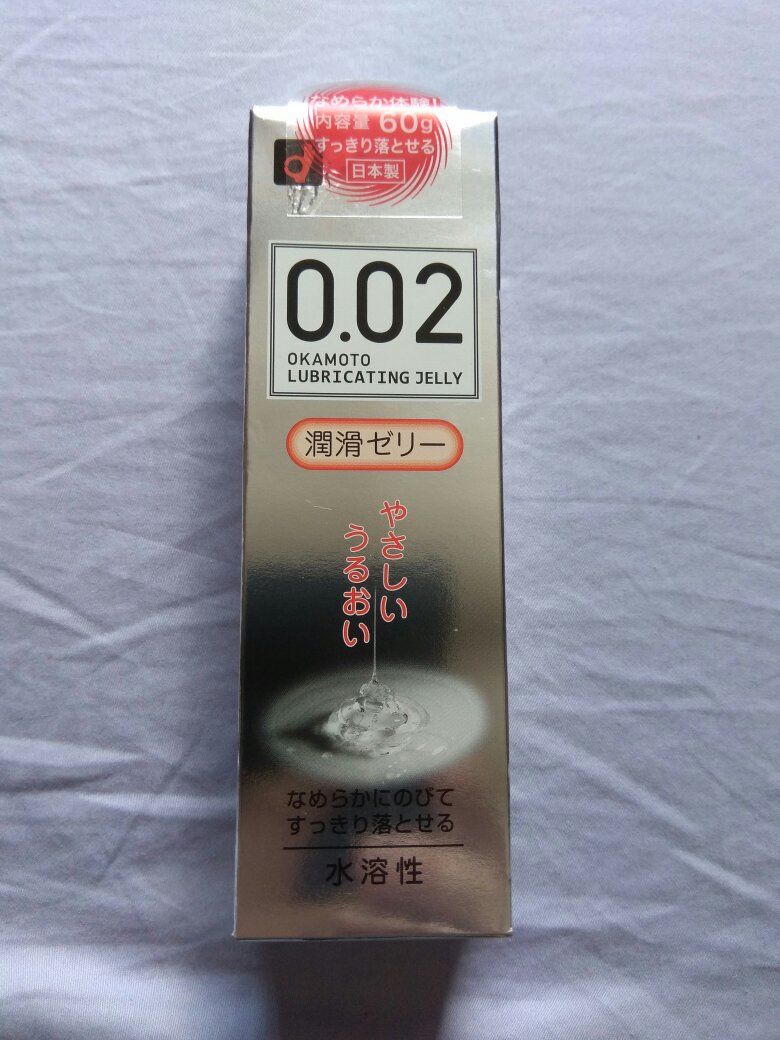 なめらか体験!
内容量 60g
すっきり落とせる
日本製
0.02
OKAMOTO
LUBRICATING JELLY
潤滑ゼリー
やさしい
うるおい
なめらかにのびて
すっきり落とせる
水溶性